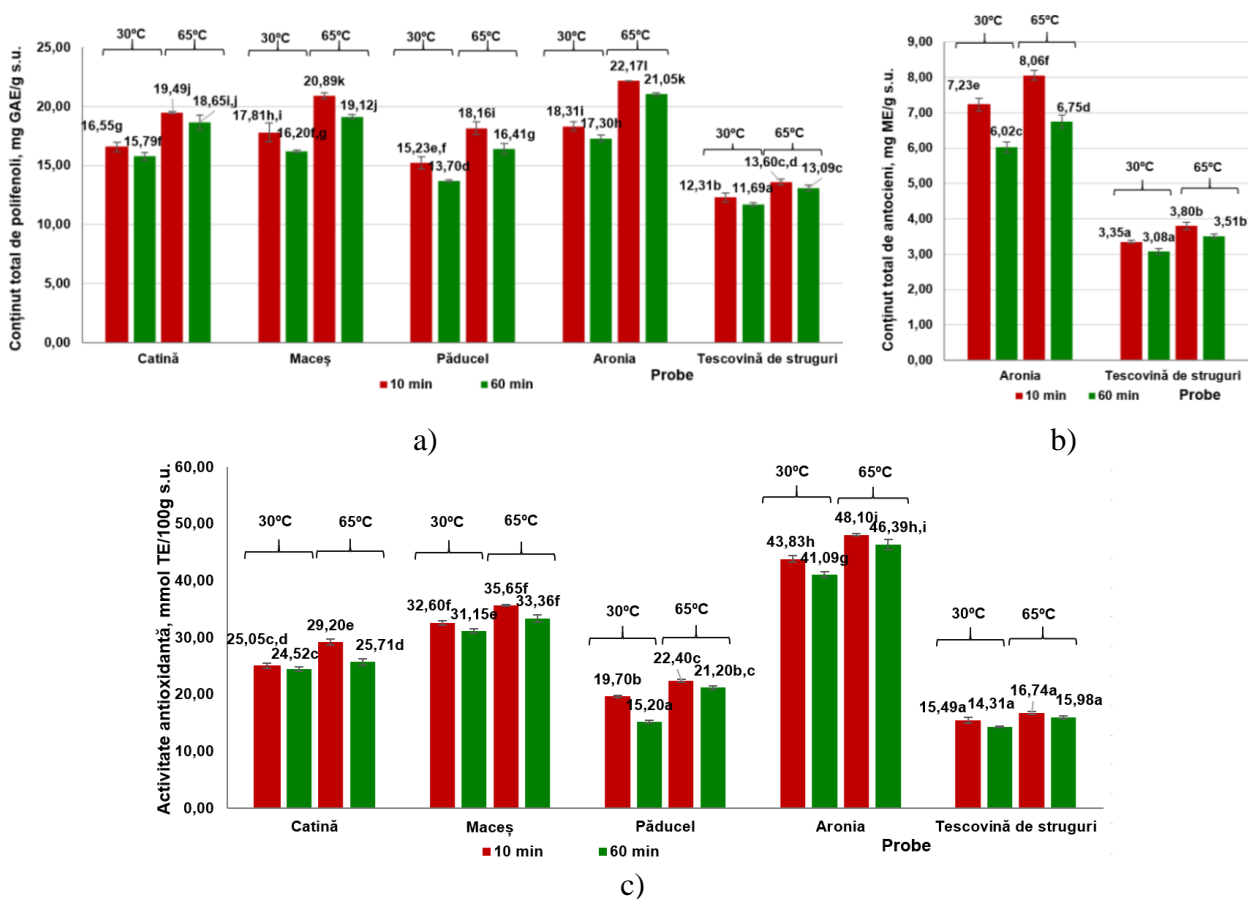 Conținut total de polifenoli, mg GAE/g s.u.
25,00
20,00
15,00
10,00
5,00
0,00
30ºC 65ºC
16,55g 15,79f 19,49j 18,65i,j
Catină
30ºC 65ºC
17,81h,i 16,20f,g 20,89k 19,12j
Maceș
30ºC 65ºC
15,23e,f 13,70d 18,16i 16,41g
Păducel
30ºC 65ºC
18,31i 17,30h 22,17l 21,05k
Aronia
30ºC 65ºC
12,31b 11,69a 13,60c,d 13,09c
Tescovină de struguri
Probe
10 min 60 min
a)
Conținut total de antocieni, mg ME/g s.u.
9,00
8,00
7,00
6,00
5,00
4,00
3,00
2,00
1,00
0,00
30ºC 65ºC
7,23e 6,02c 8,06f 6,75d
Aronia
30ºC 65ºC
3,35a 3,08a 3,80b 3,51b
Tescovină de struguri
10 min 60 min Probe
b)
Activitate antioxidantă, mmol TE/100g s.u.
60,00
50,00
40,00
30,00
20,00
10,00
0,00
30ºC 65ºC
25,05c,d 24,52c 29,20e 25,71d
Catină
30ºC 65ºC
32,60f 31,15e 35,65f 33,36f
Maceș
30ºC 65ºC
19,70b 15,20a 22,40c 21,20b,c
Păducel
30ºC 65ºC
43,83h 41,09g 48,10i 46,39h,i
Aronia
30ºC 65ºC
15,49a 14,31a 16,74a 15,98a
Tescovină de struguri
Probe
10 min 60 min
c)